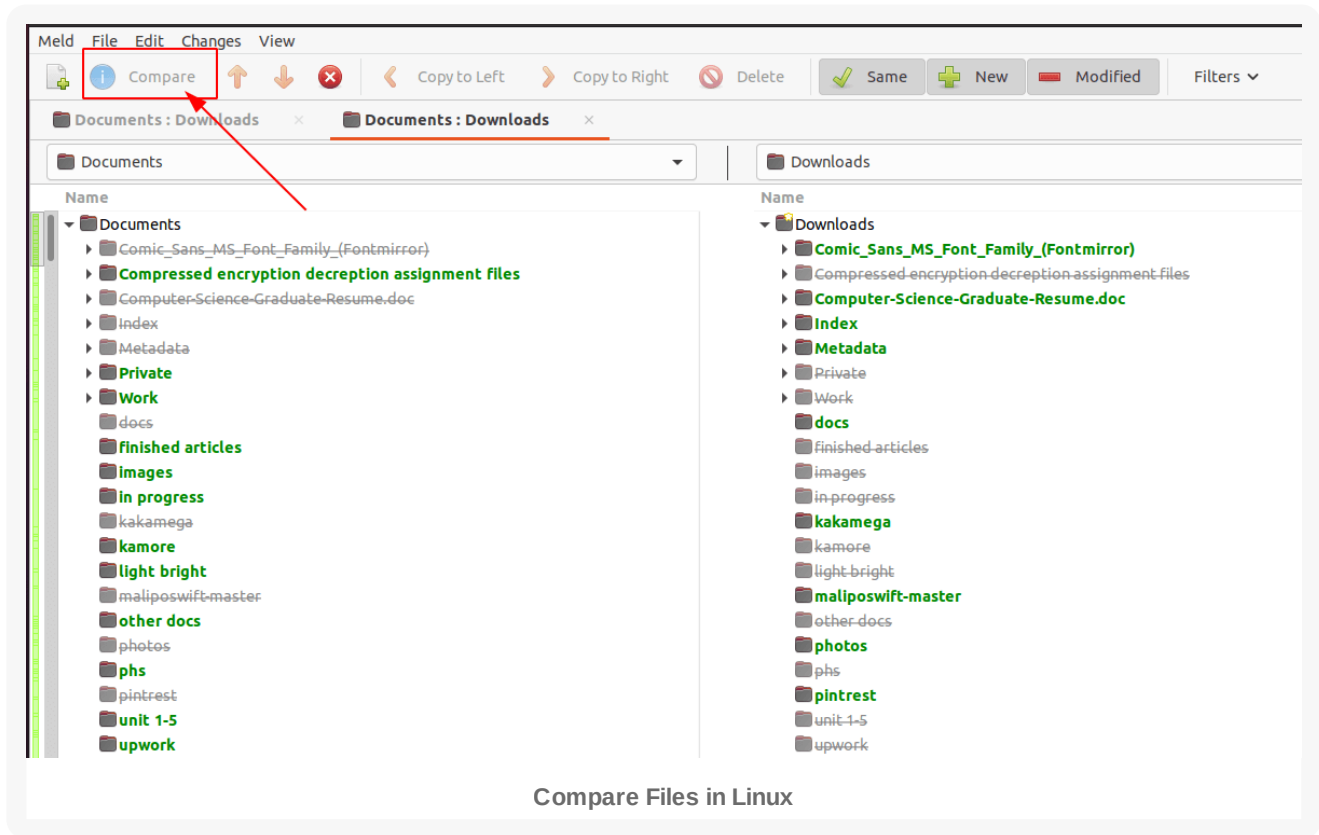 Meld File Edit Changes View
Compare Copy to Left Copy to Right Delete Same New Modified Filters
Documents : Downloads × Documents : Downloads ×
Documents Downloads
Name Name
Documents Downloads
Comic_Sans_MS_Font_Family_(Fontmirror) Comic_Sans_MS_Font_Family_(Fontmirror)
Compressed encryption decreption assignment files Compressed encryption decreption assignment files
Computer-Science-Graduate-Resume.doc Computer-Science-Graduate-Resume.doc
Index Index
Metadata Metadata
Private Private
Work Work
docs docs
finished articles finished articles
images images
in progress in progress
kakamega kakamega
kamore kamore
light bright light bright
maliposwift-master maliposwift-master
other docs other docs
photos photos
phs phs
pintrest pintrest
unit 1-5 unit 1-5
upwork upwork
Compare Files in Linux